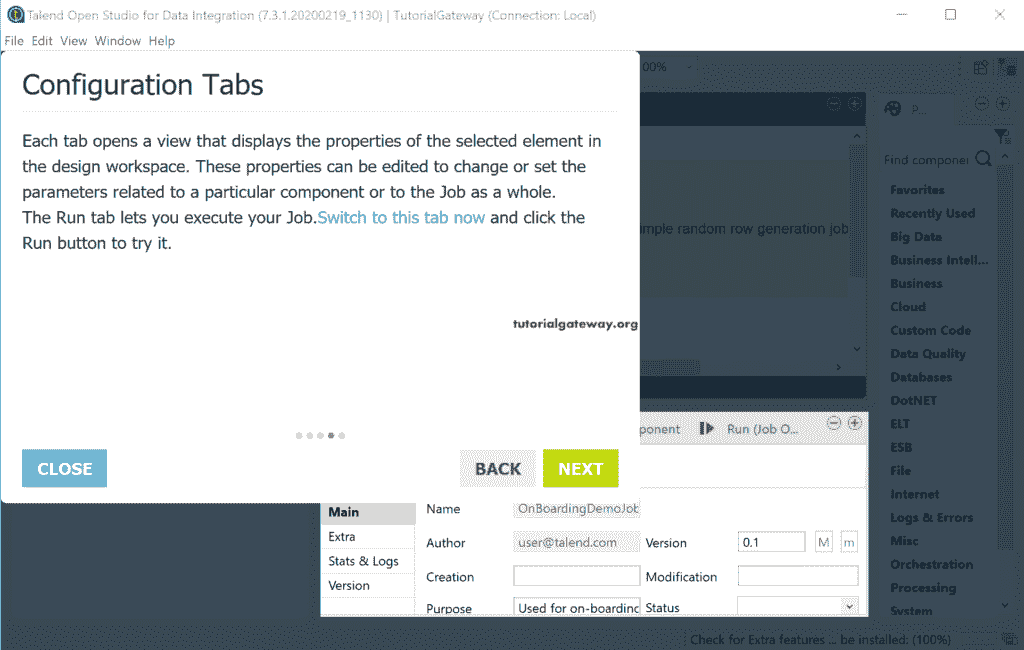 Talend Open Studio for Data Integration (7.3.1.20200219_1130) | TutorialGateway (Connection: Local)
File Edit View Window Help
00%
Configuration Tabs
Each tab opens a view that displays the properties of the selected element in
the design workspace. These properties can be edited to change or set the
parameters related to a particular component or to the Job as a whole.
The Run tab lets you execute your Job.Switch to this tab now and click the
Run button to try it.
tutorialgateway.org
CLOSE
BACK
NEXT
mple random row generation job
P...
Find componer
Favorites
Recently Used
Big Data
Business Intell...
Business
Cloud
Custom Code
Data Quality
Databases
DotNET
ELT
ESB
File
Internet
Logs & Errors
Misc
Orchestration
Processing
System
ponent Run (Job O...
Main
Extra
Stats & Logs
Version
Name OnBoardingDemoJob
Author user@talend.com Version 0.1 M m
Creation Modification
Purpose Used for on-boarding Status
Check for Extra features ... be installed: (100%)